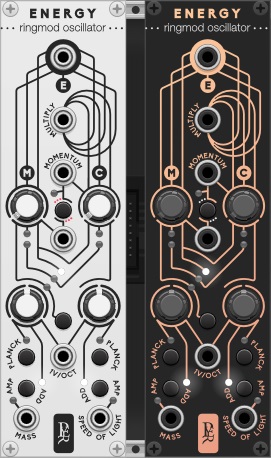 ENERGY
ringmod oscillator
E
MULTIPLY
MOMENTUM
M
C
PLANCK
PLANCK
1V/OCT
AMP
ADD
ADD
AMP
MASS
SPEED OF LIGHT
ENERGY
ringmod oscillator
E
MULTIPLY
MOMENTUM
M
C
PLANCK
PLANCK
1V/OCT
AMP
ADD
ADD
AMP
MASS
SPEED OF LIGHT